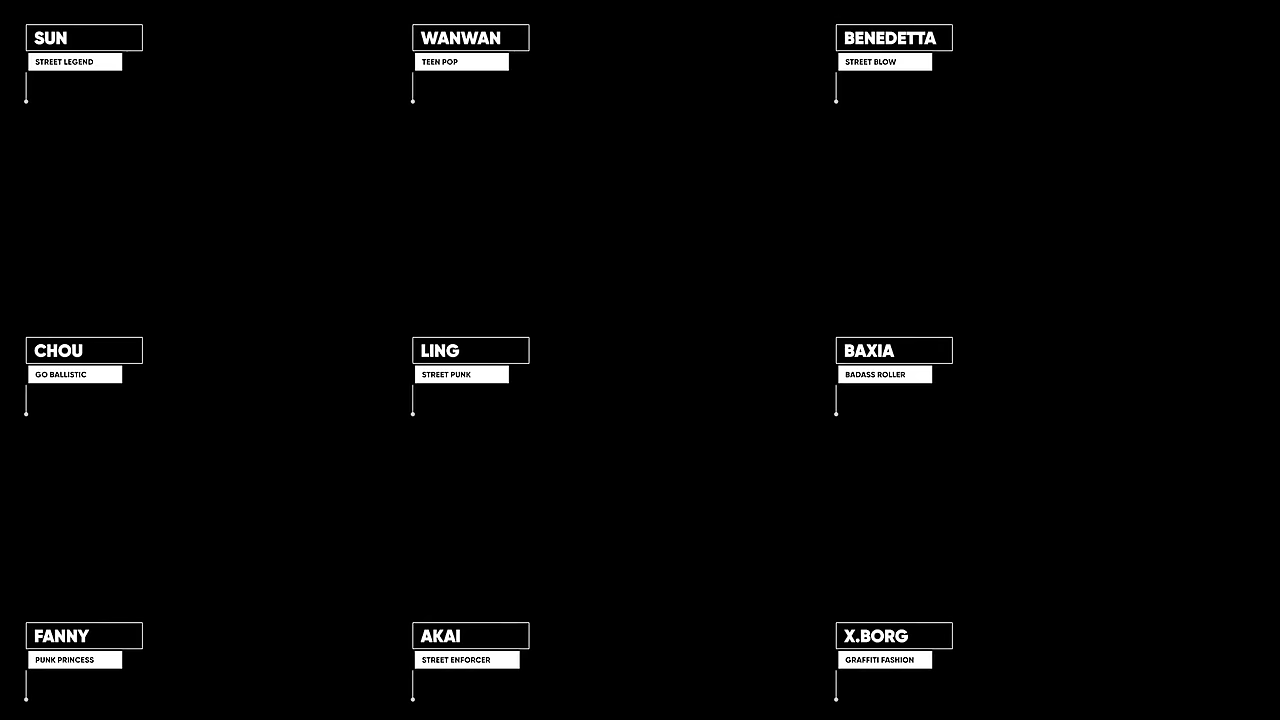 SUN
STREET LEGEND
WANWAN
TEEN POP
BENEDETTA
STREET BLOW
CHOU
GO BALLISTIC
LING
STREET PUNK
BAXIA
BADASS ROLLER
FANNY
PUNK PRINCESS
AKAI
STREET ENFORCER
X.BORG
GRAFFITI FASHION